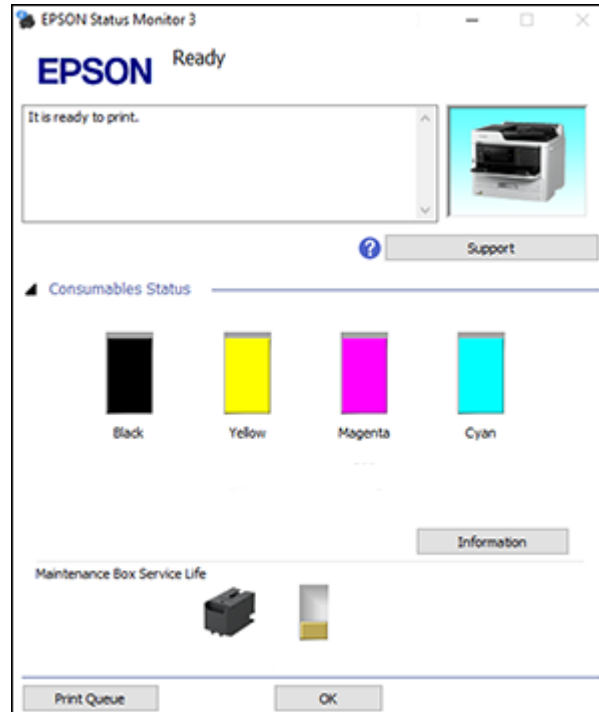 EPSON Status Monitor 3
EPSON
Ready
It is ready to print.
?
Support
Consumables Status
Black
Yellow
Magenta
Cyan
Information
Maintenance Box Service Life
Print Queue
OK